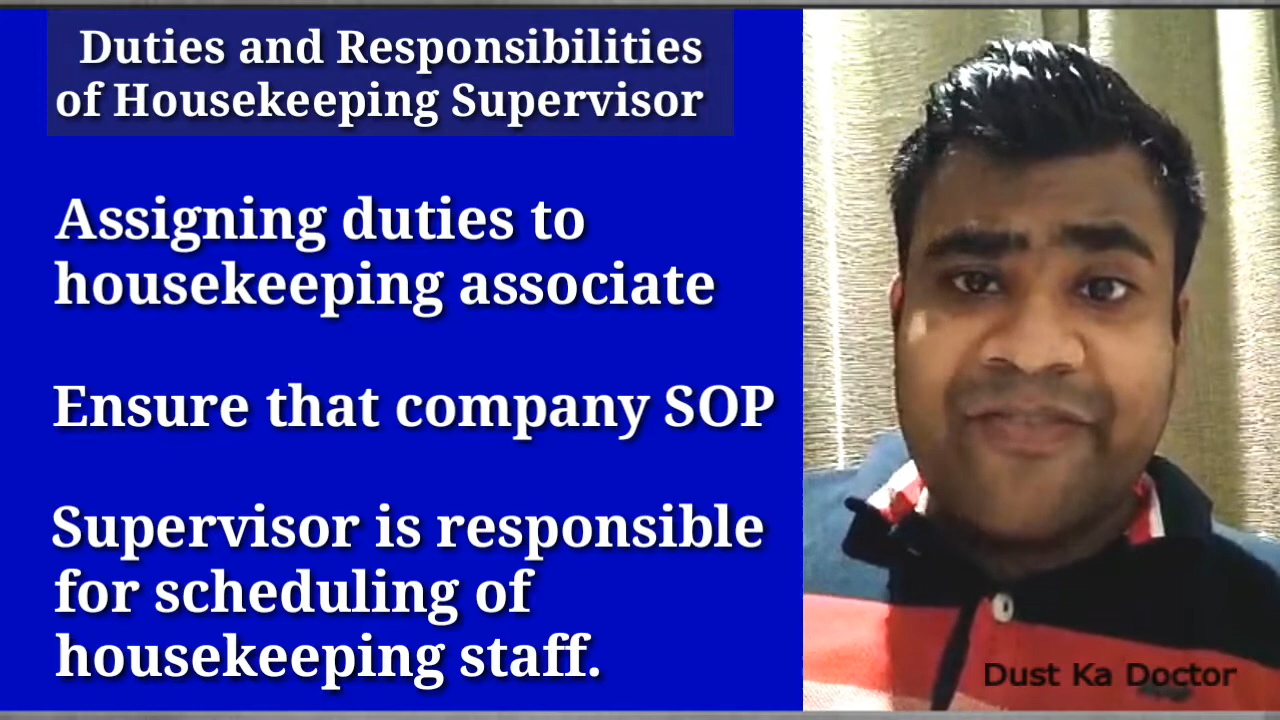 Duties and Responsibilities
of Housekeeping Supervisor
Assigning duties to
housekeeping associate
Ensure that company SOP
Supervisor is responsible
for scheduling of
housekeeping staff.
Dust Ka Doctor